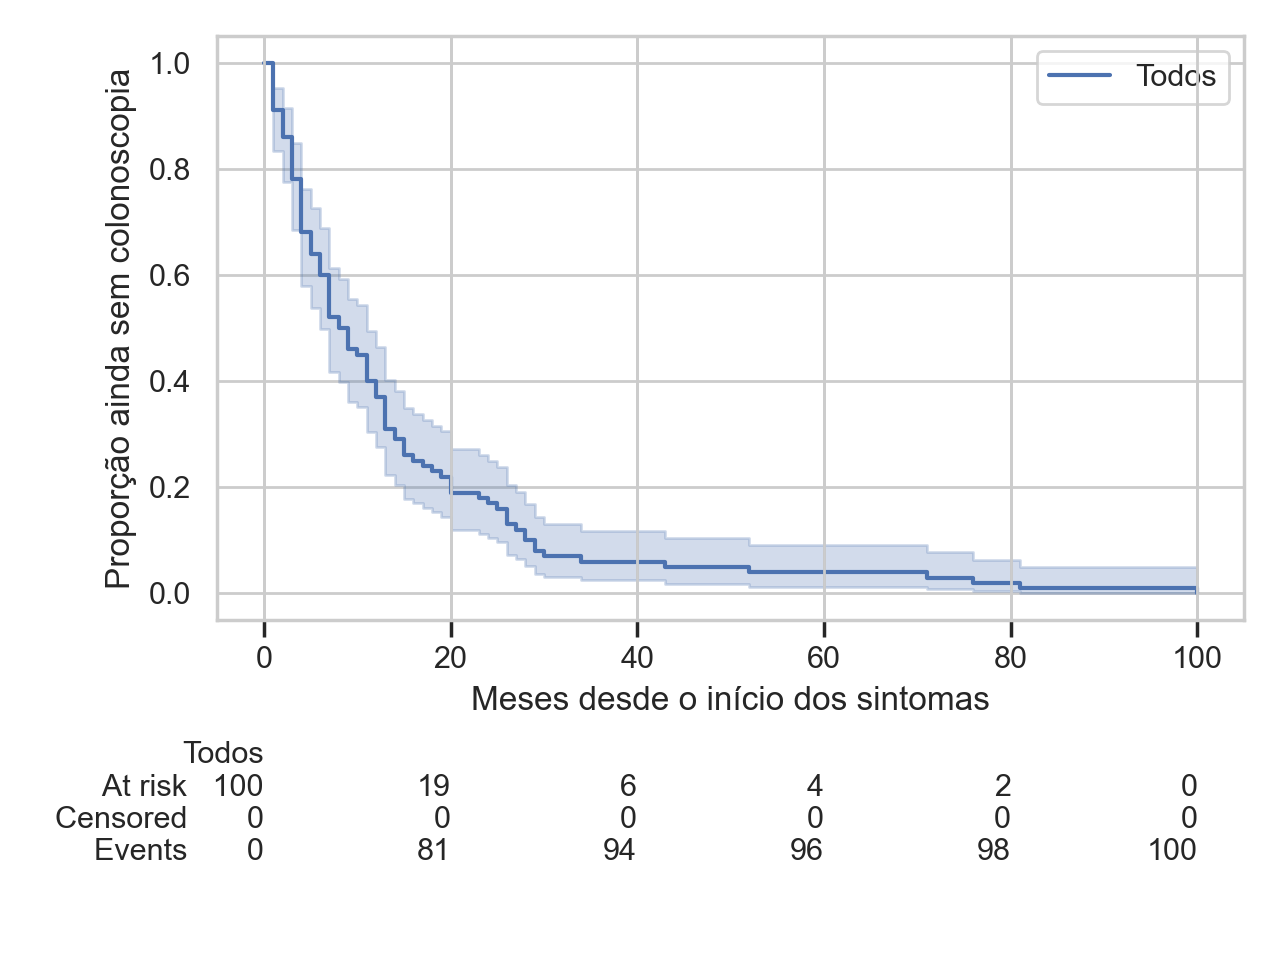 Todos
Proporção ainda sem colonoscopia
1.0
0.8
0.6
0.4
0.2
0.0
0 20 40 60 80 100
Meses desde o início dos sintomas
Todos
At risk 100 19 6 4 2 0
Censored 0 0 0 0 0 0
Events 0 81 94 96 98 100